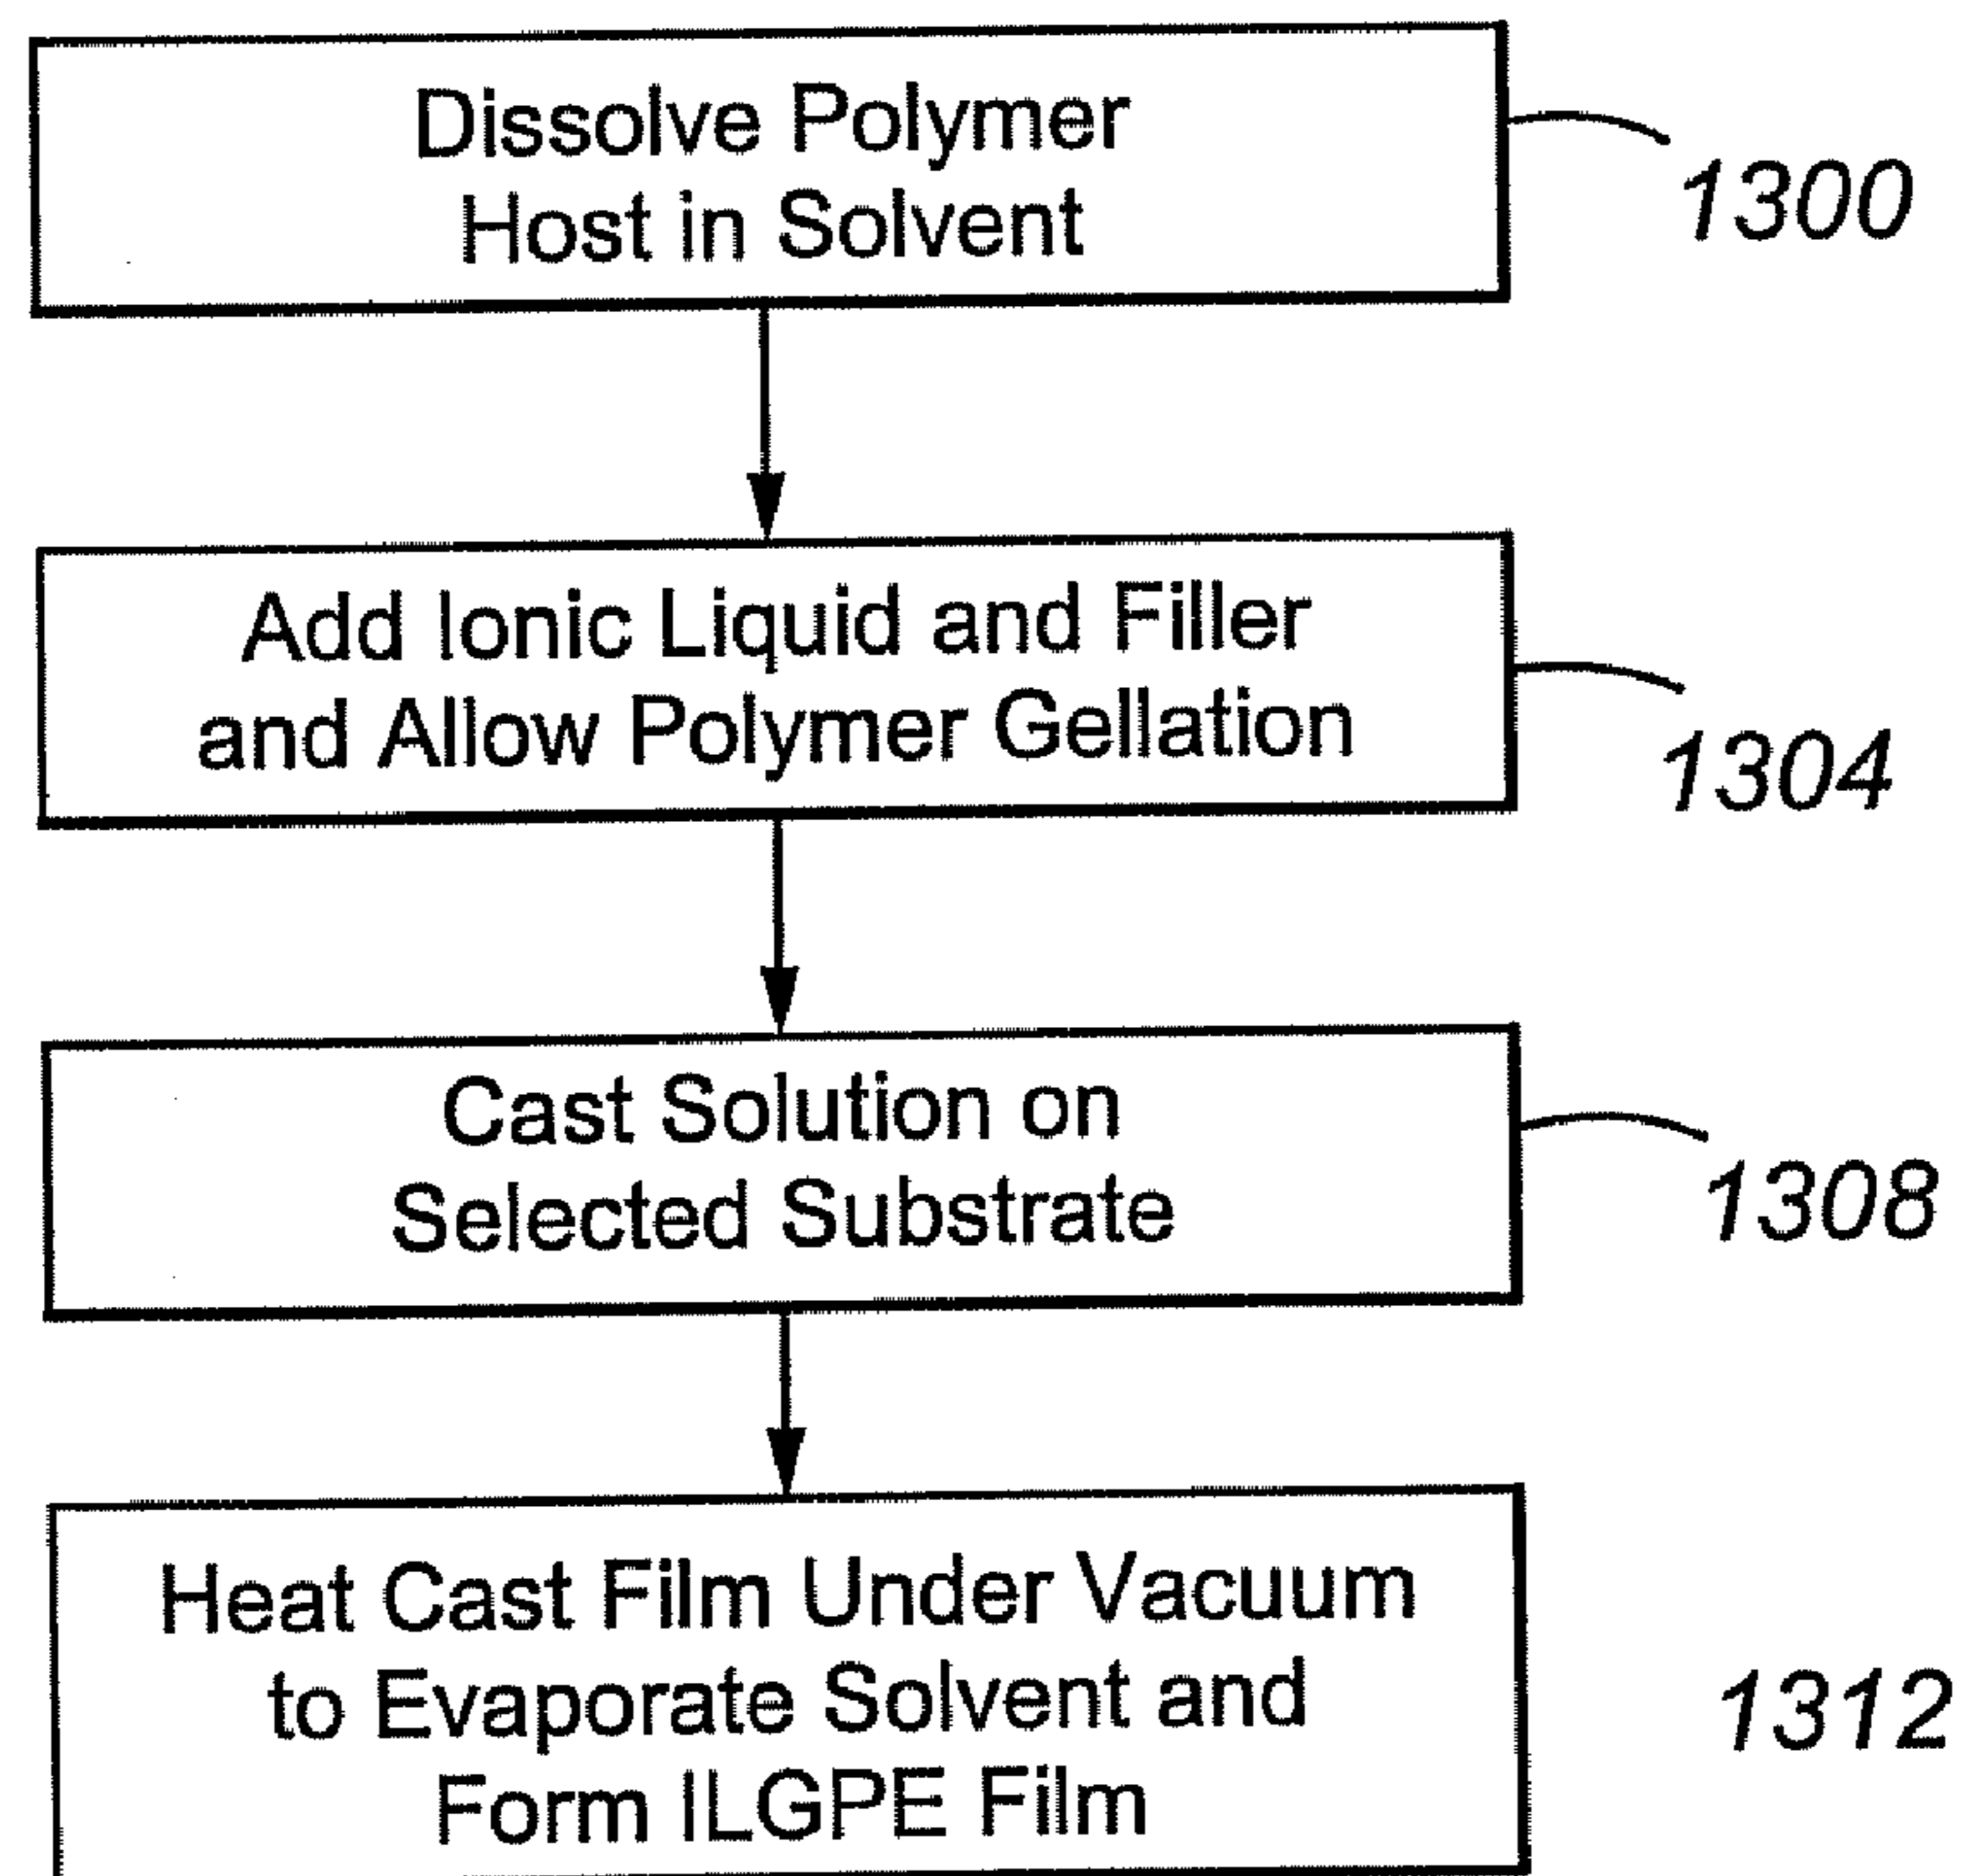 Dissolve Polymer
Host in Solvent
1300
Add Ionic Liquid and Filler
and Allow Polymer Gellation
1304
Cast Solution on
Selected Substrate
1308
Heat Cast Film Under Vacuum
to Evaporate Solvent and
Form ILGPE Film
1312